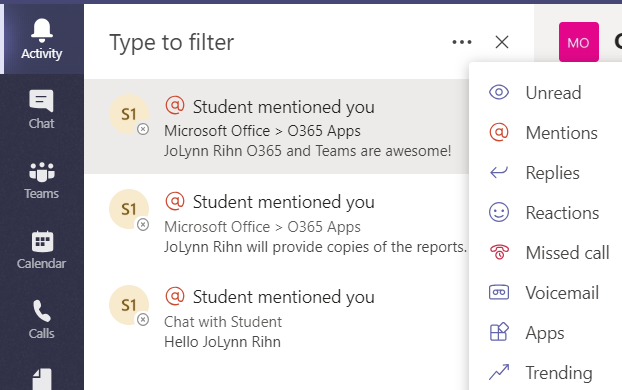 Activity
Chat
Teams
Calendar
Calls
Type to filter
S1
@ Student mentioned you
Microsoft Office > O365 Apps
JoLynn Rihn O365 and Teams are awesome!
S1
@ Student mentioned you
Microsoft Office > O365 Apps
JoLynn Rihn will provide copies of the reports.
S1
@ Student mentioned you
Chat with Student
Hello JoLynn Rihn
MO
Unread
@ Mentions
Replies
Reactions
Missed call
Voicemail
Apps
Trending